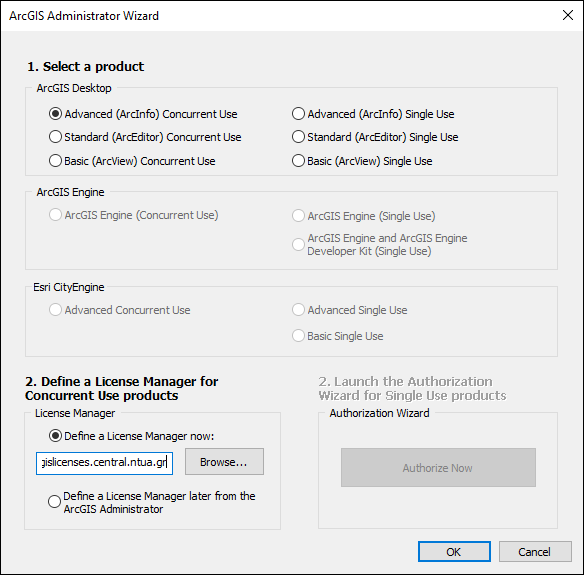 ArcGIS Administrator Wizard
1. Select a product
ArcGIS Desktop
Advanced (ArcInfo) Concurrent Use
Advanced (ArcInfo) Single Use
Standard (ArcEditor) Concurrent Use
Standard (ArcEditor) Single Use
Basic (ArcView) Concurrent Use
Basic (ArcView) Single Use
ArcGIS Engine
ArcGIS Engine (Concurrent Use)
ArcGIS Engine (Single Use)
ArcGIS Engine and ArcGIS Engine
Developer Kit (Single Use)
Esri CityEngine
Advanced Concurrent Use
Advanced Single Use
Basic Single Use
2. Define a License Manager for
Concurrent Use products
License Manager
Define a License Manager now:
gislicenses.central.ntua.gr
Browse...
Define a License Manager later from the
ArcGIS Administrator
2. Launch the Authorization
Wizard for Single Use products
Authorization Wizard
Authorize Now
OK
Cancel